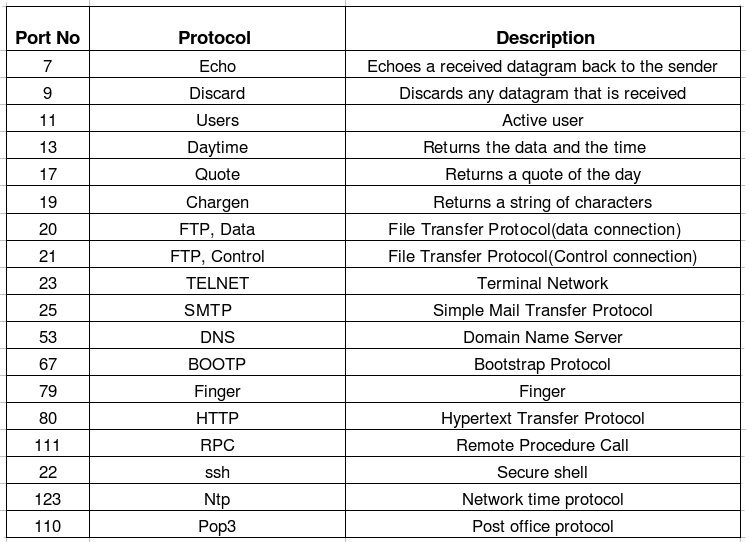 Port No Protocol Description
7 Echo Echoes a received datagram back to the sender
9 Discard Discards any datagram that is received
11 Users Active user
13 Daytime Returns the data and the time
17 Quote Returns a quote of the day
19 Chargen Returns a string of characters
20 FTP, Data File Transfer Protocol(data connection)
21 FTP, Control File Transfer Protocol(Control connection)
23 TELNET Terminal Network
25 SMTP Simple Mail Transfer Protocol
53 DNS Domain Name Server
67 BOOTP Bootstrap Protocol
79 Finger Finger
80 HTTP Hypertext Transfer Protocol
111 RPC Remote Procedure Call
22 ssh Secure shell
123 Ntp Network time protocol
110 Pop3 Post office protocol